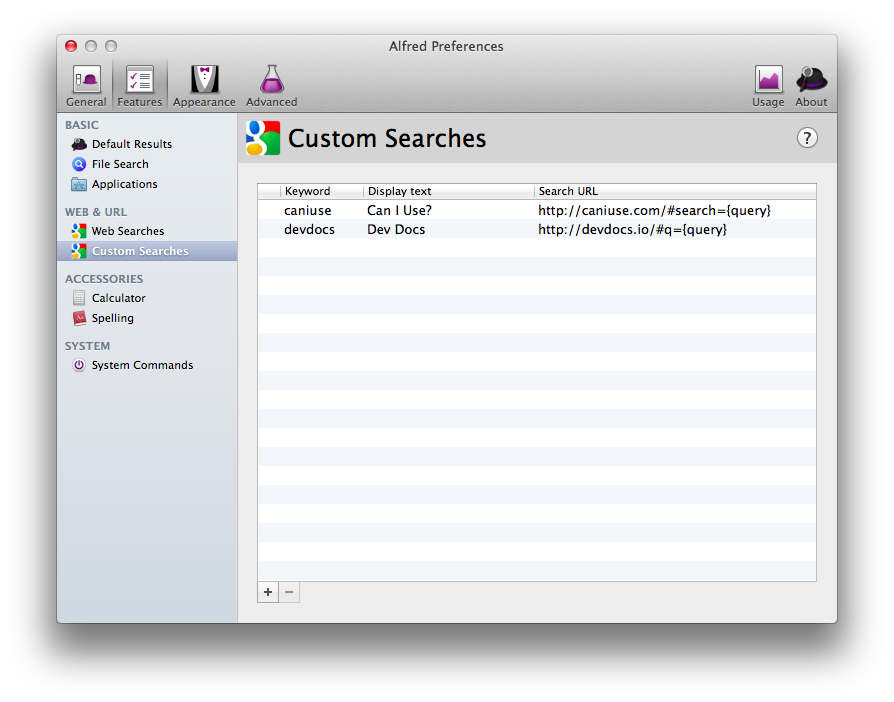 Alfred Preferences
General Features Appearance Advanced Usage About
BASIC
Default Results
File Search
Applications
WEB & URL
Web Searches
Custom Searches
ACCESSORIES
Calculator
Spelling
SYSTEM
System Commands
Custom Searches ?
Keyword Display text Search URL
caniuse Can I Use? http://caniuse.com/#search={query}
devdocs Dev Docs http://devdocs.io/#q={query}
+ −